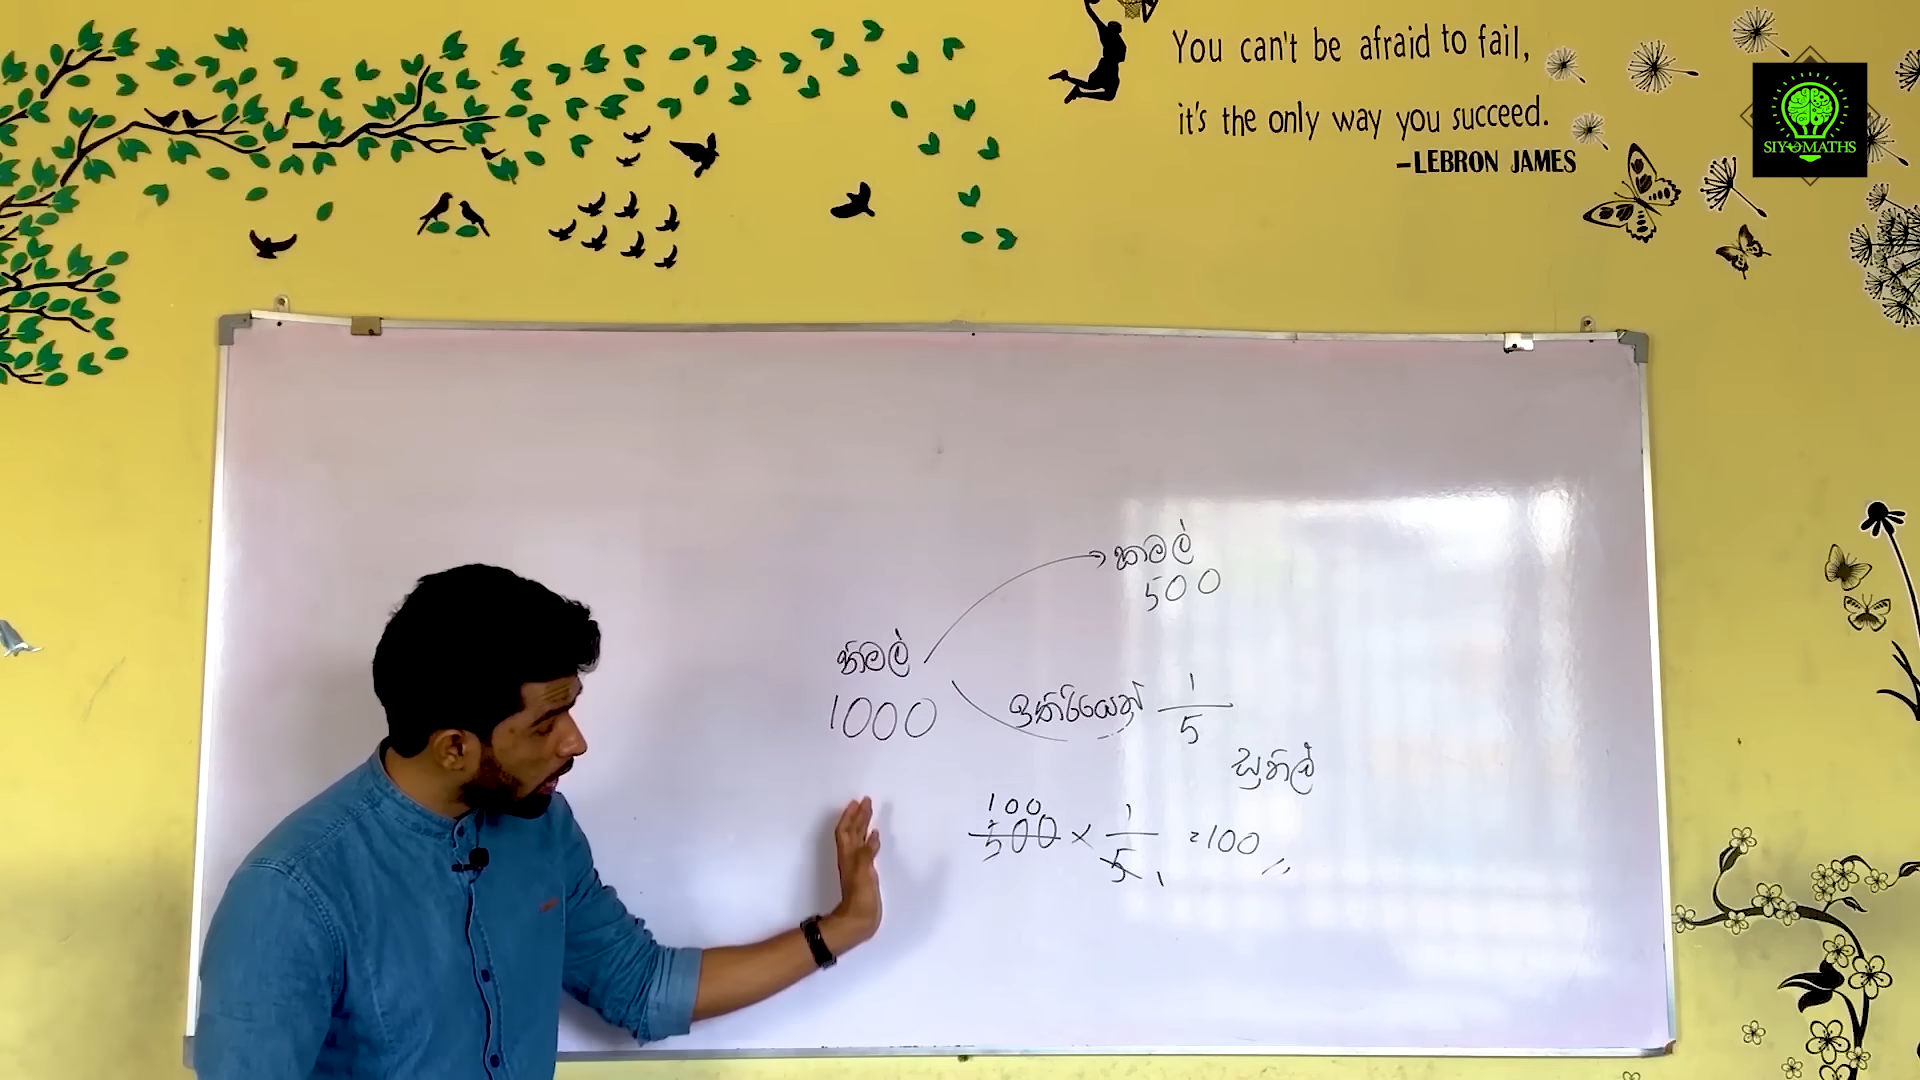 You can't be afraid to fail,
it's the only way you succeed.
-LEBRON JAMES
SIYOMATHS
කමල්
500
නිමල්
1000
ඉතිරියෙන් 1/5
සුනිල්
100
500 × 1/5 = 100
1